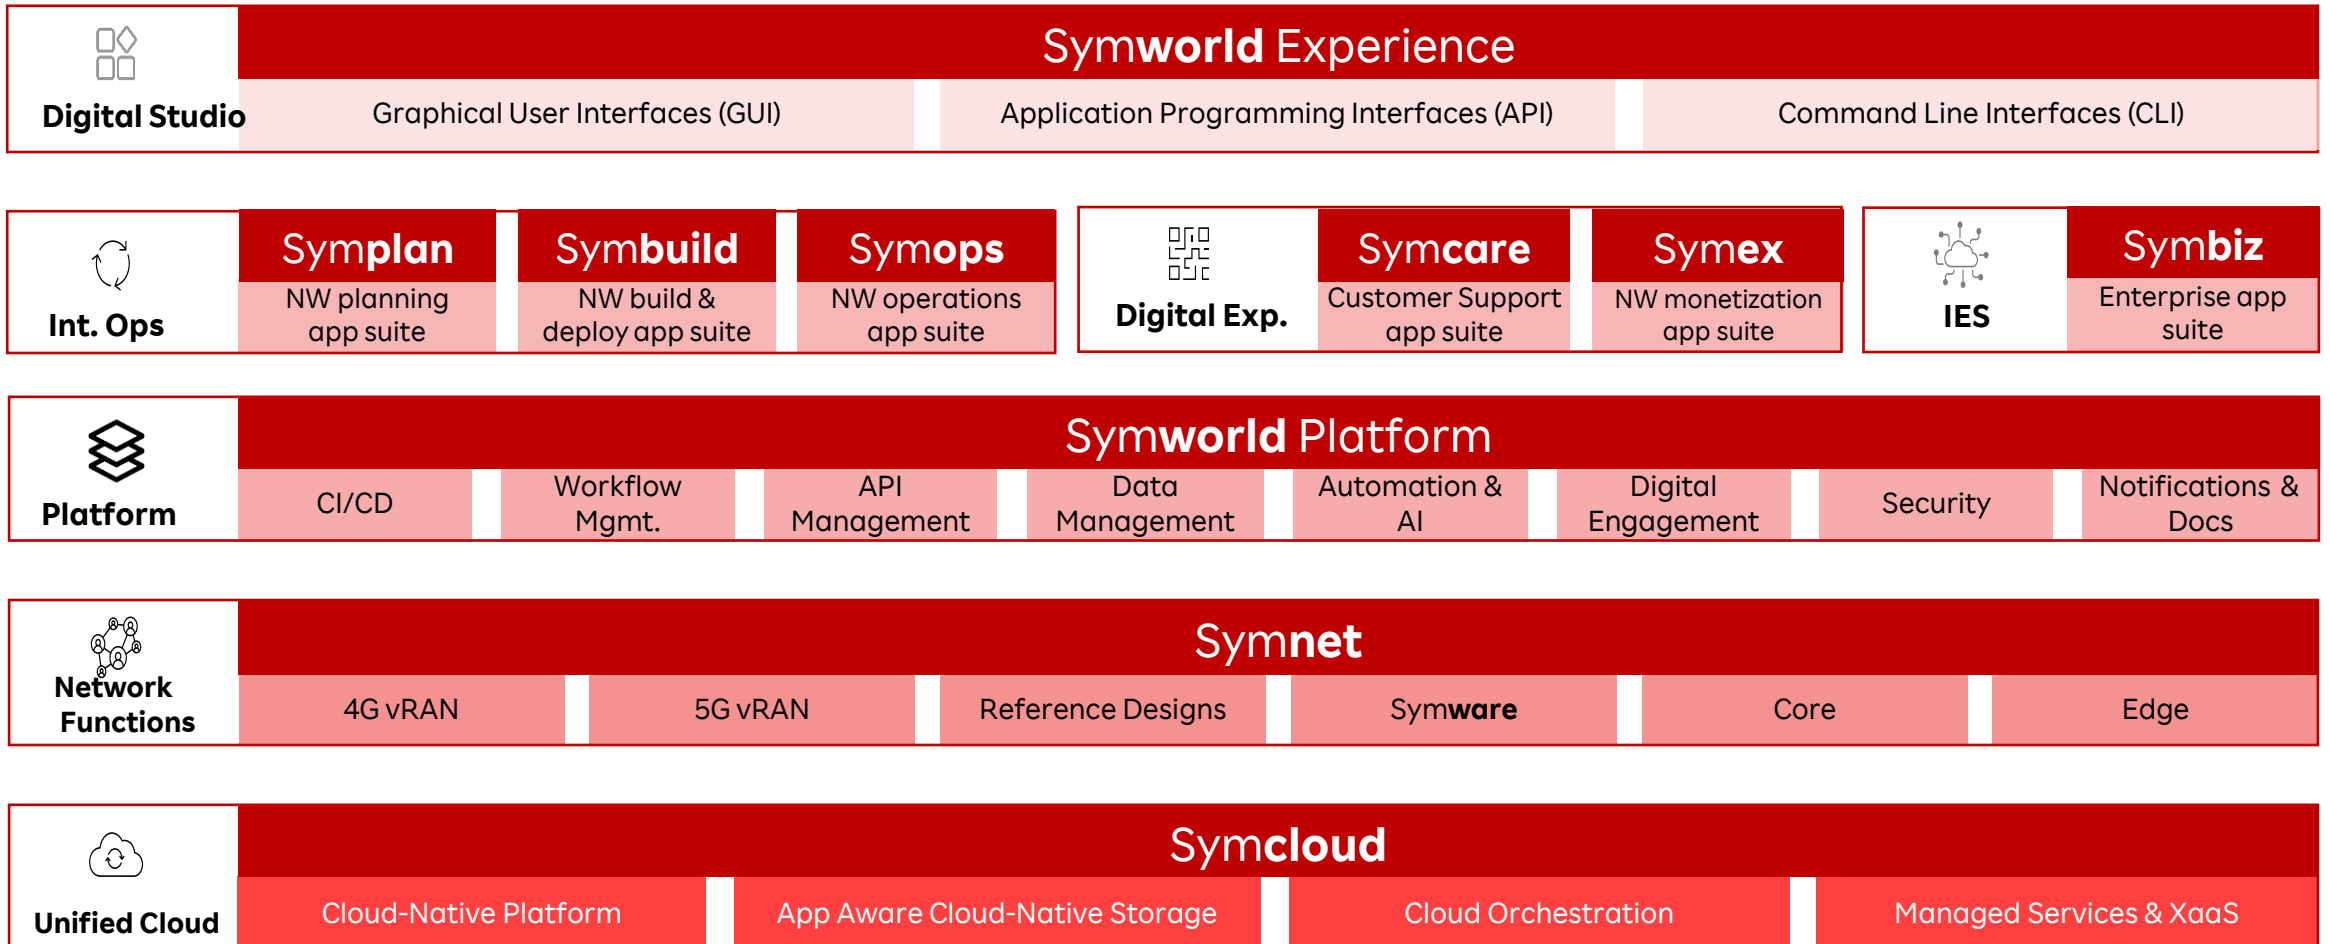 Symworld Experience
Digital Studio
Graphical User Interfaces (GUI)
Application Programming Interfaces (API)
Command Line Interfaces (CLI)
Int. Ops
Symplan
NW planning
app suite
Symbuild
NW build &
deploy app suite
Symops
NW operations
app suite
Digital Exp.
Symcare
Customer Support
app suite
Symex
NW monetization
app suite
IES
Symbiz
Enterprise app
suite
Symworld Platform
Platform
CI/CD
Workflow
Mgmt.
API
Management
Data
Management
Automation &
AI
Digital
Engagement
Security
Notifications &
Docs
Symnet
Network
Functions
4G vRAN
5G vRAN
Reference Designs
Symware
Core
Edge
Symcloud
Unified Cloud
Cloud-Native Platform
App Aware Cloud-Native Storage
Cloud Orchestration
Managed Services & XaaS